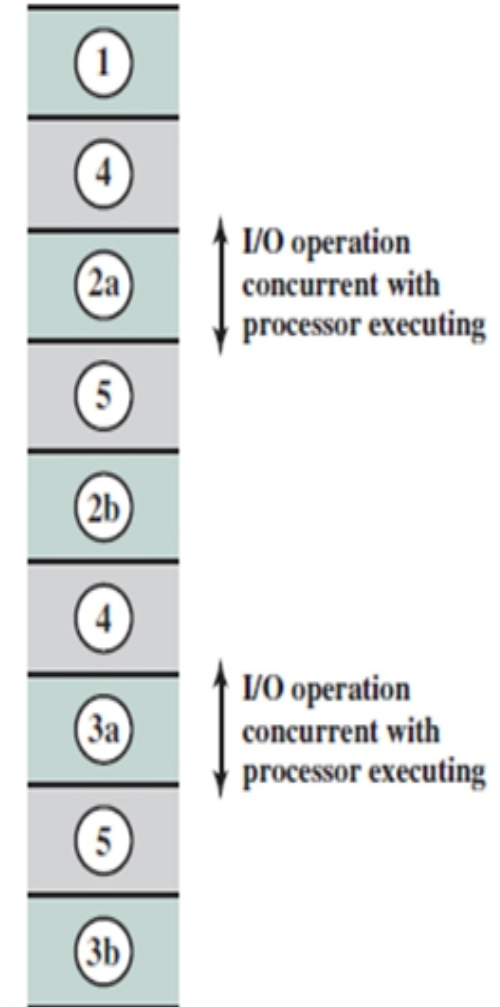 1
4
I/O operation
2a
concurrent with
processor executing
5
2b
4
I/O operation
3a
concurrent with
processor executing
5
3b